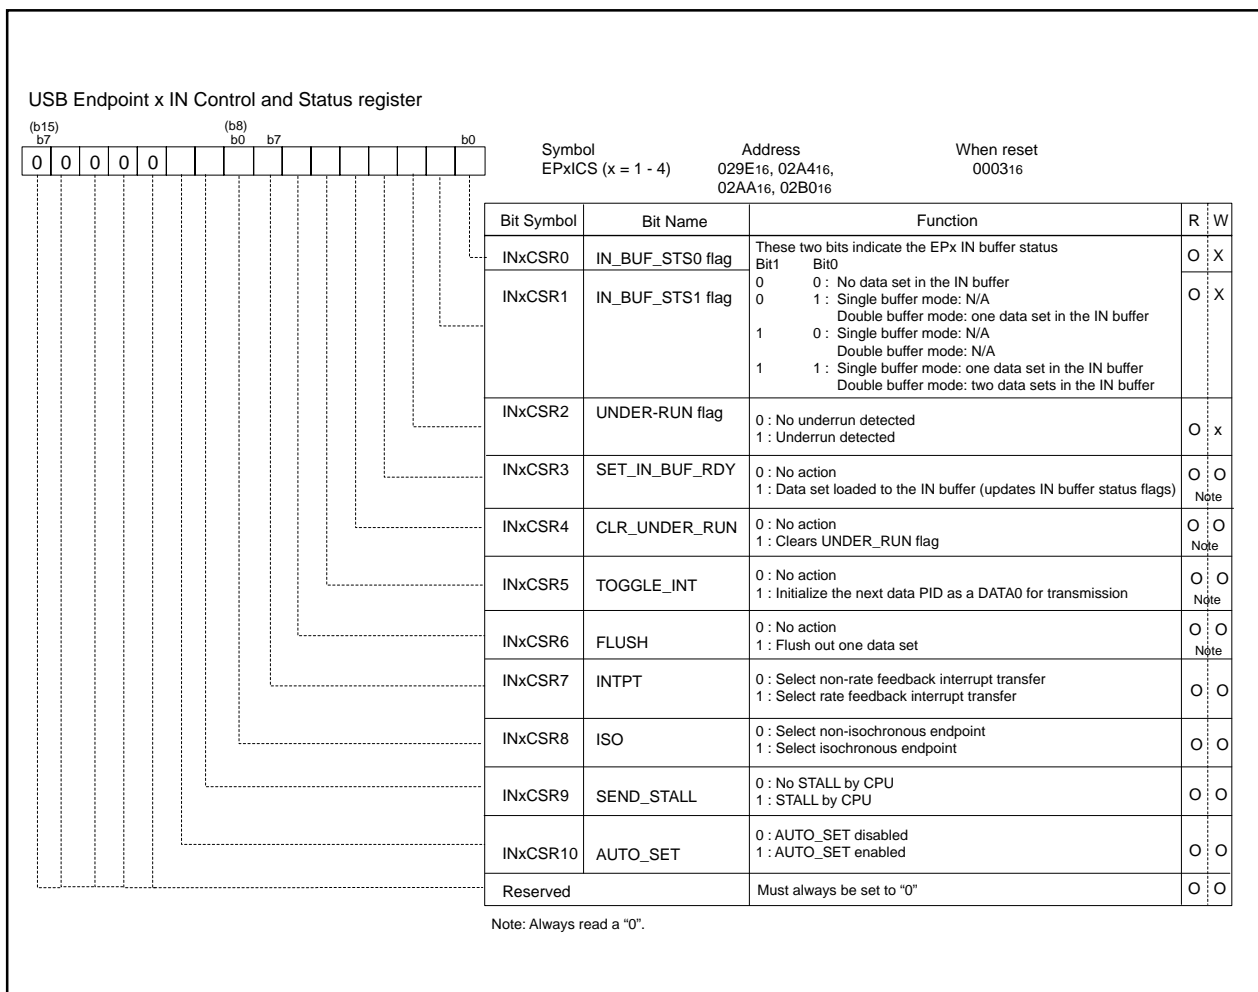 USB Endpoint x IN Control and Status register
(b15) (b8)
b7 b0 b7 b0
0 0 0 0 0
Symbol Address When reset
EPxICS (x = 1 - 4) 029E16, 02A416, 000316
02AA16, 02B016
Bit Symbol Bit Name Function R W
INxCSR0 IN_BUF_STS0 flag These two bits indicate the EPx IN buffer status O X
Bit1 Bit0
INxCSR1 IN_BUF_STS1 flag 0 0 : No data set in the IN buffer O X
0 1 : Single buffer mode: N/A
Double buffer mode: one data set in the IN buffer
1 0 : Single buffer mode: N/A
Double buffer mode: N/A
1 1 : Single buffer mode: one data set in the IN buffer
Double buffer mode: two data sets in the IN buffer
INxCSR2 UNDER-RUN flag 0 : No underrun detected
1 : Underrun detected O x
INxCSR3 SET_IN_BUF_RDY 0 : No action O O
1 : Data set loaded to the IN buffer (updates IN buffer status flags) Note
INxCSR4 CLR_UNDER_RUN 0 : No action O O
1 : Clears UNDER_RUN flag Note
INxCSR5 TOGGLE_INT 0 : No action O O
1 : Initialize the next data PID as a DATA0 for transmission Note
INxCSR6 FLUSH 0 : No action O O
1 : Flush out one data set Note
INxCSR7 INTPT 0 : Select non-rate feedback interrupt transfer
1 : Select rate feedback interrupt transfer O O
INxCSR8 ISO 0 : Select non-isochronous endpoint
1 : Select isochronous endpoint O O
INxCSR9 SEND_STALL 0 : No STALL by CPU
1 : STALL by CPU O O
INxCSR10 AUTO_SET 0 : AUTO_SET disabled
1 : AUTO_SET enabled O O
Reserved Must always be set to “0” O O
Note: Always read a “0”.